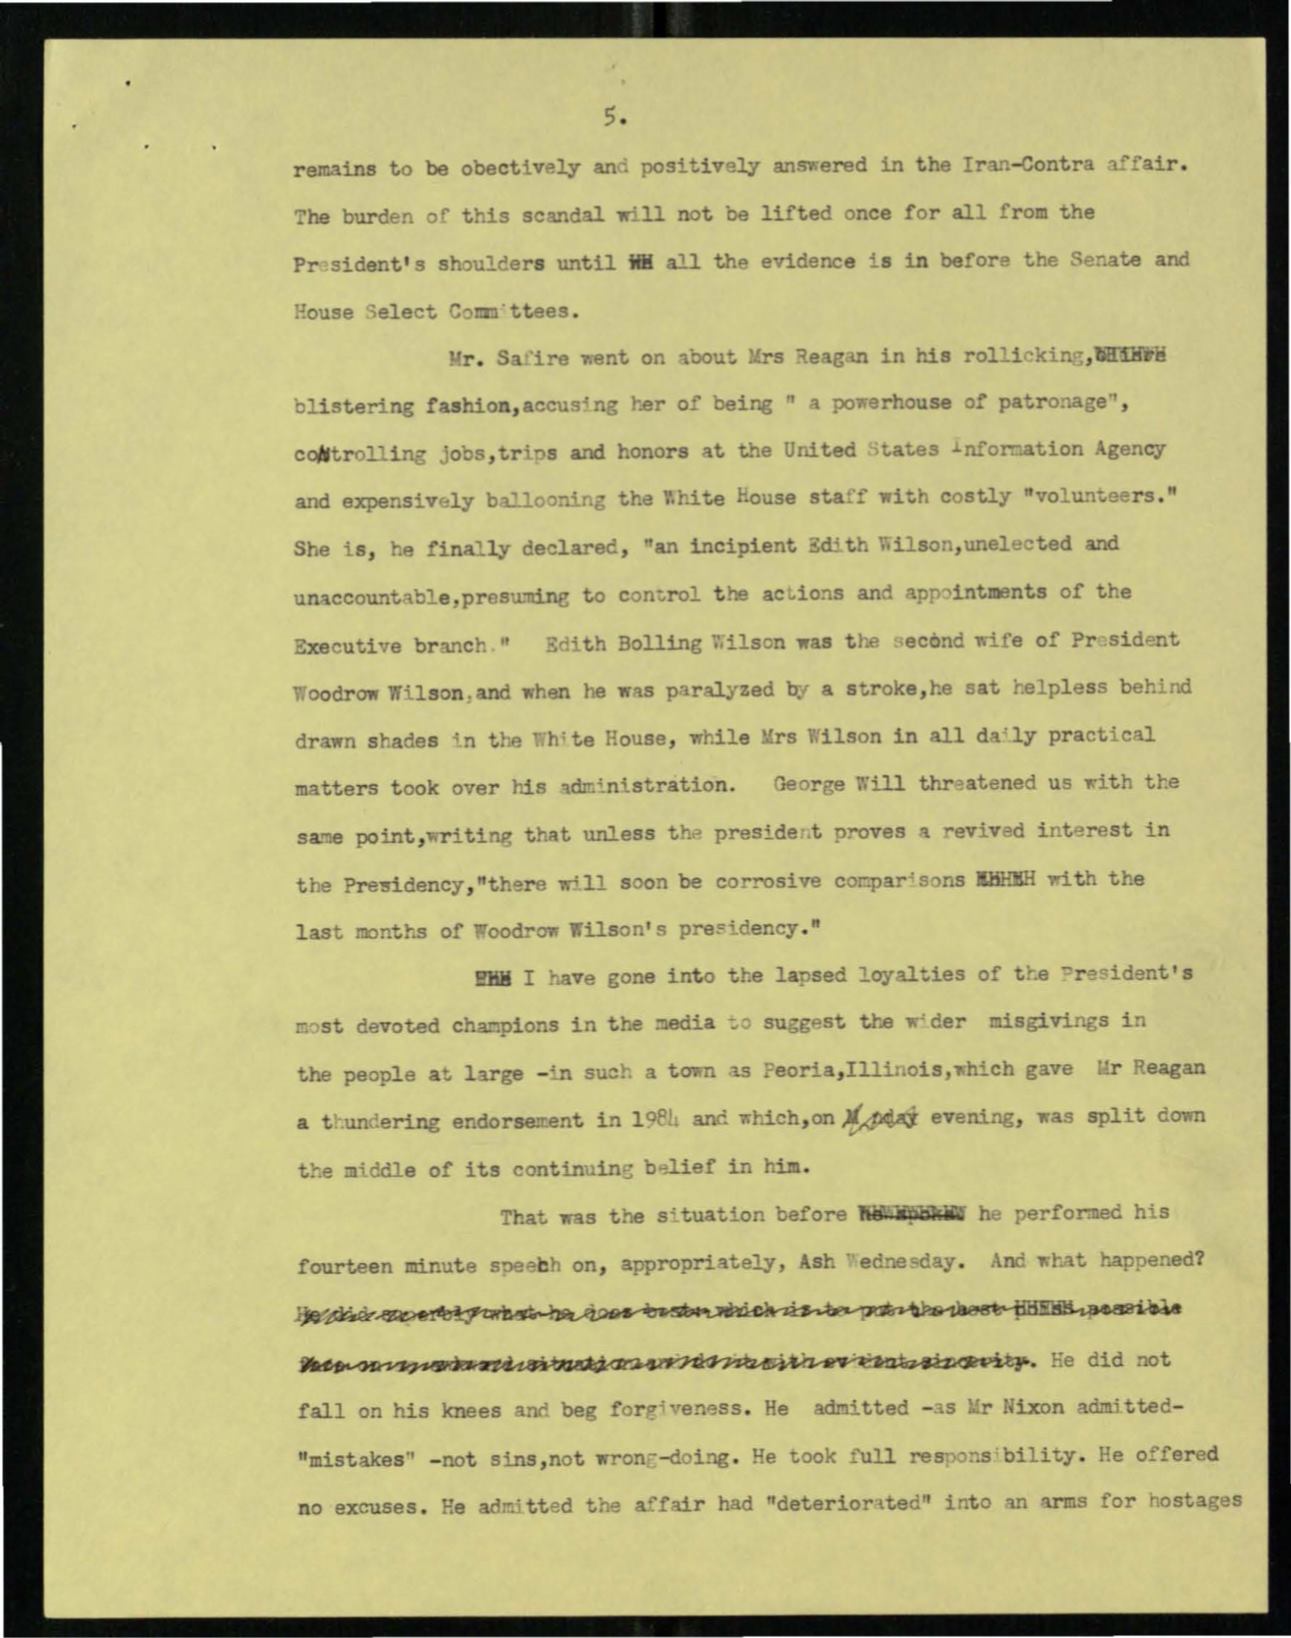 5.
remains to be obectively and positively answered in the Iran-Contra affair.
The burden of this scandal will not be lifted once for all from the
President's shoulders until all the evidence is in before the Senate and
House Select Committees.
Mr. Safire went on about Mrs Reagan in his rollicking,
blistering fashion,accusing her of being " a powerhouse of patronage",
controlling jobs,trips and honors at the United States Information Agency
and expensively ballooning the White House staff with costly "volunteers."
She is, he finally declared, "an incipient Edith Wilson,unelected and
unaccountable,presuming to control the actions and appointments of the
Executive branch." Edith Bolling Wilson was the second wife of President
Woodrow Wilson,and when he was paralyzed by a stroke,he sat helpless behind
drawn shades in the White House, while Mrs Wilson in all daily practical
matters took over his administration. George Will threatened us with the
same point,writing that unless the president proves a revived interest in
the Presidency,"there will soon be corrosive comparisons with the
last months of Woodrow Wilson's presidency."
I have gone into the lapsed loyalties of the President's
most devoted champions in the media to suggest the wider misgivings in
the people at large -in such a town as Peoria,Illinois,which gave Mr Reagan
a thundering endorsement in 1984 and which,on evening, was split down
the middle of its continuing belief in him.
That was the situation before he performed his
fourteen minute speech on, appropriately, Ash Wednesday. And what happened?
He did superbly what he does best which is to put the best possible
He did not
fall on his knees and beg forgiveness. He admitted -as Mr Nixon admitted-
"mistakes" -not sins,not wrong-doing. He took full responsibility. He offered
no excuses. He admitted the affair had "deteriorated" into an arms for hostages